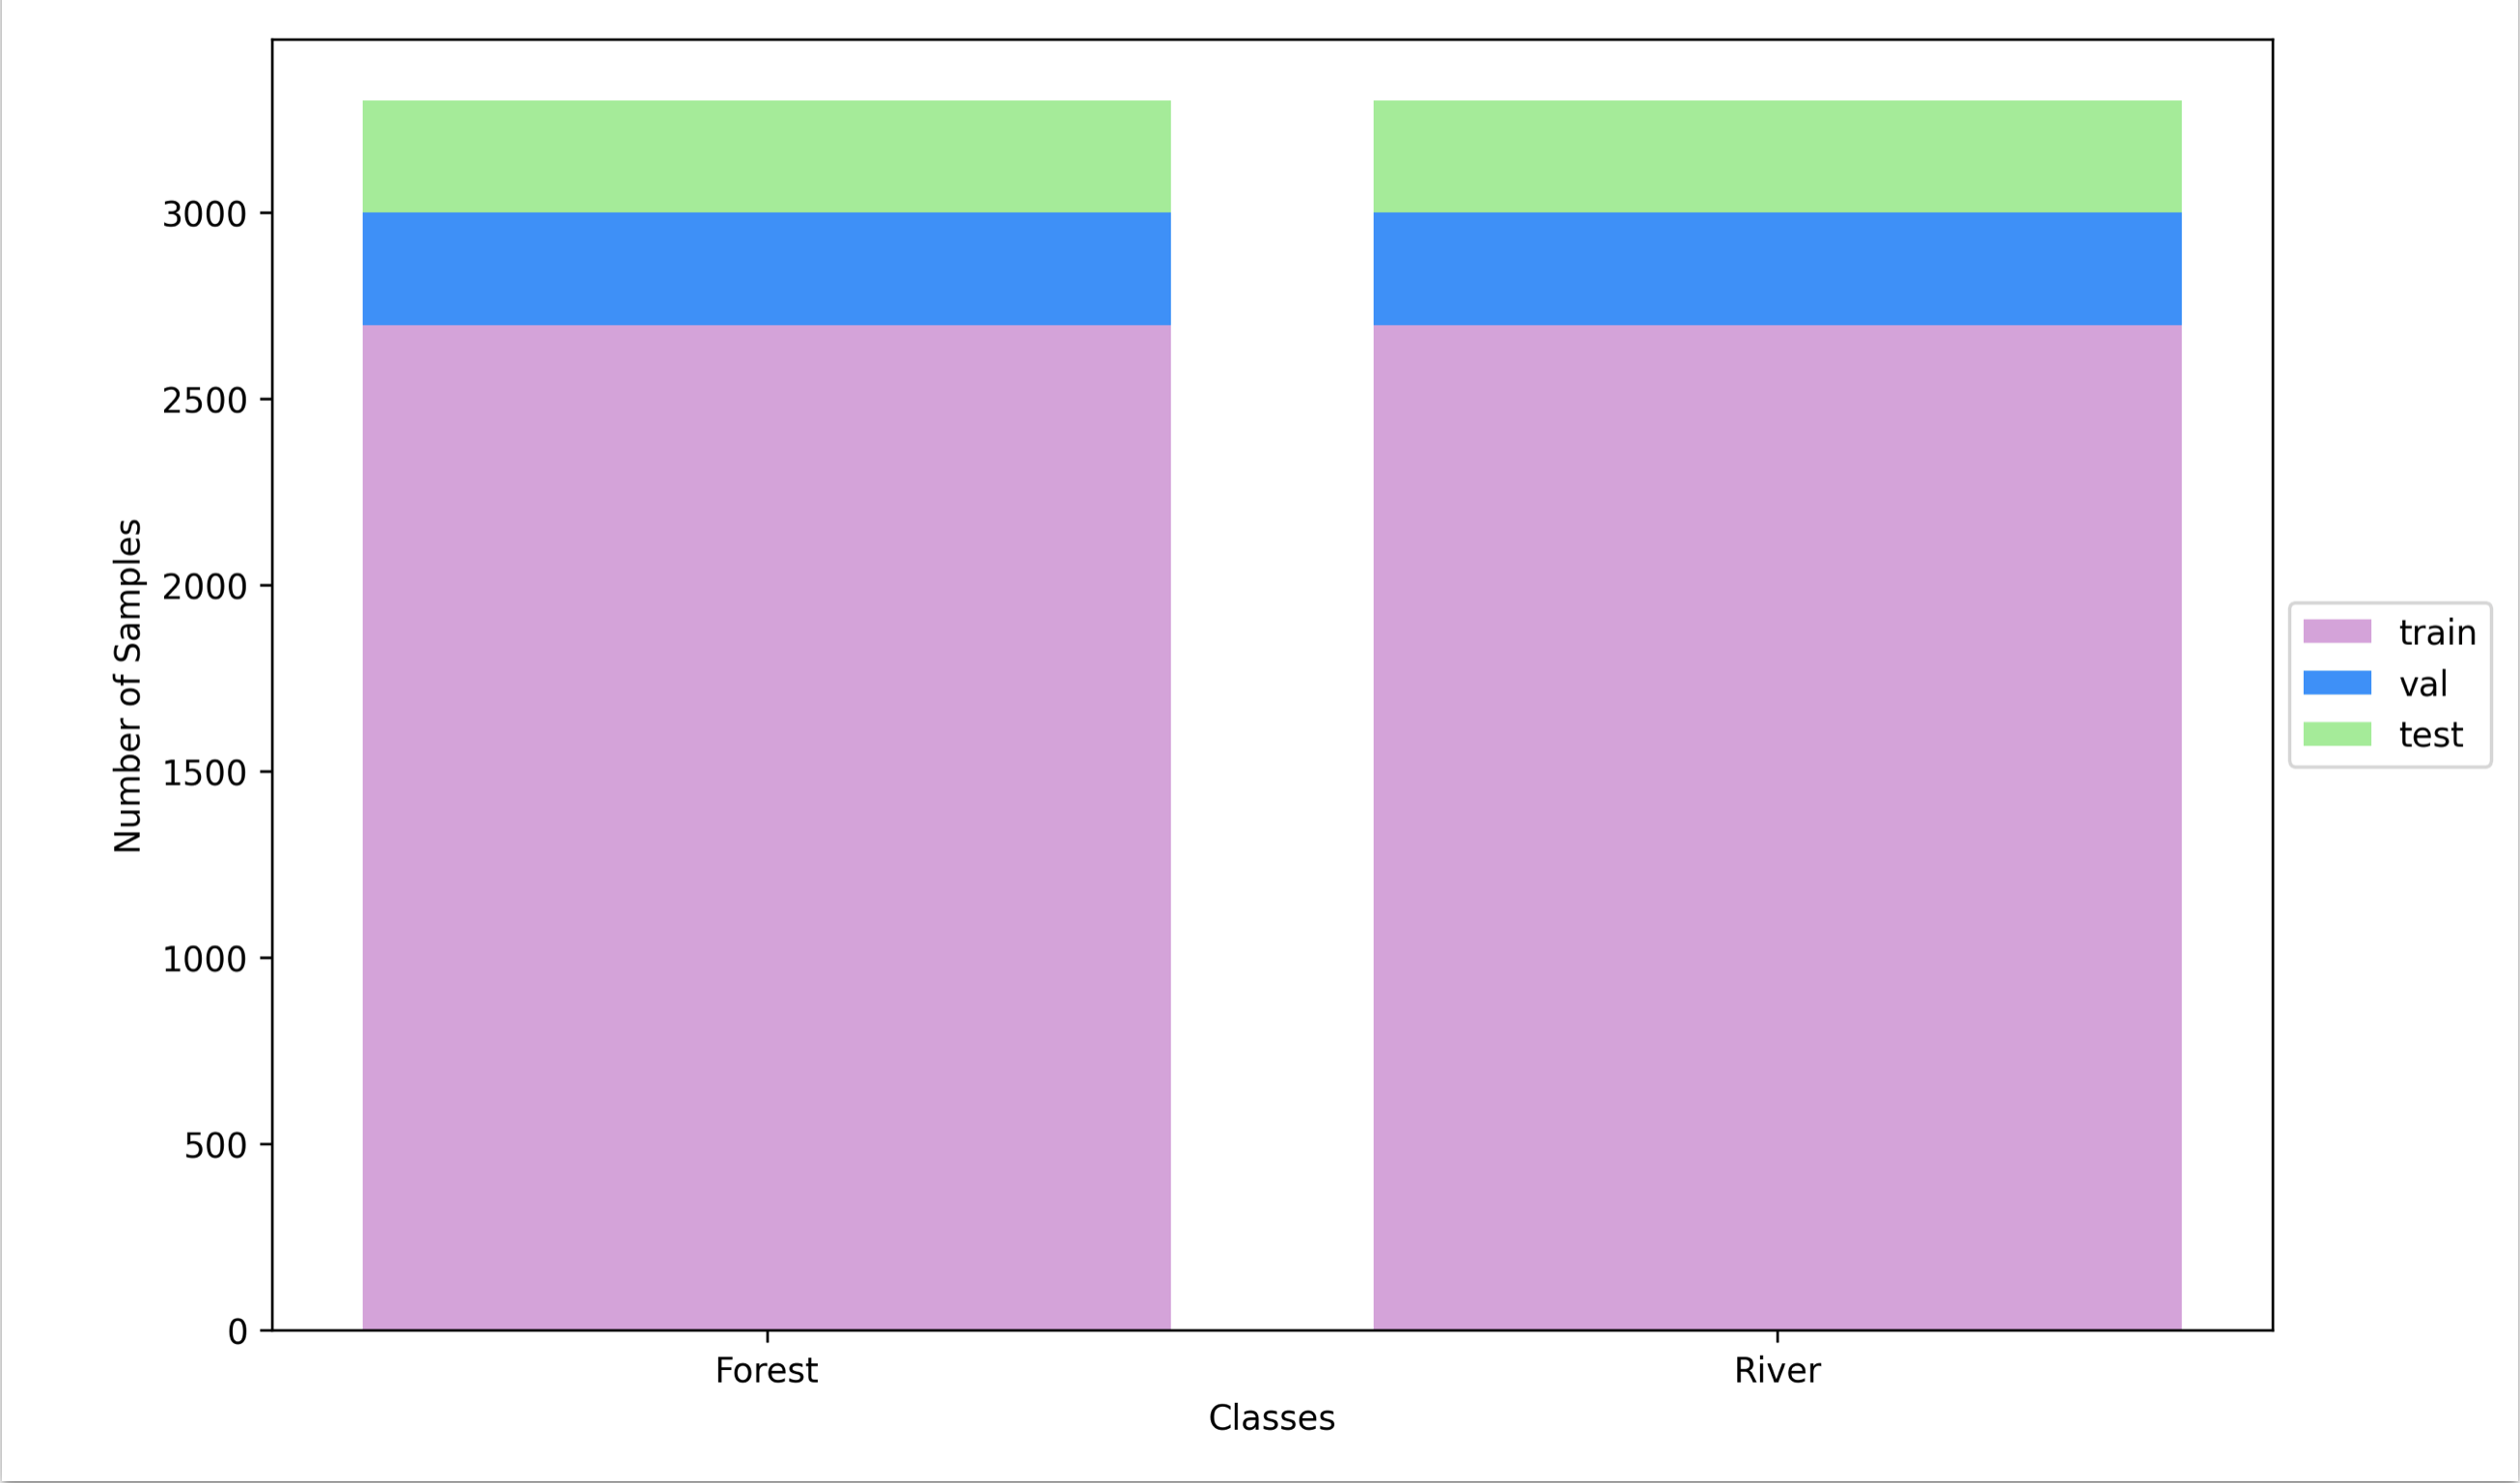 Number of Samples
3000
2500
2000
1500
1000
500
0
Forest
River
Classes
train
val
test